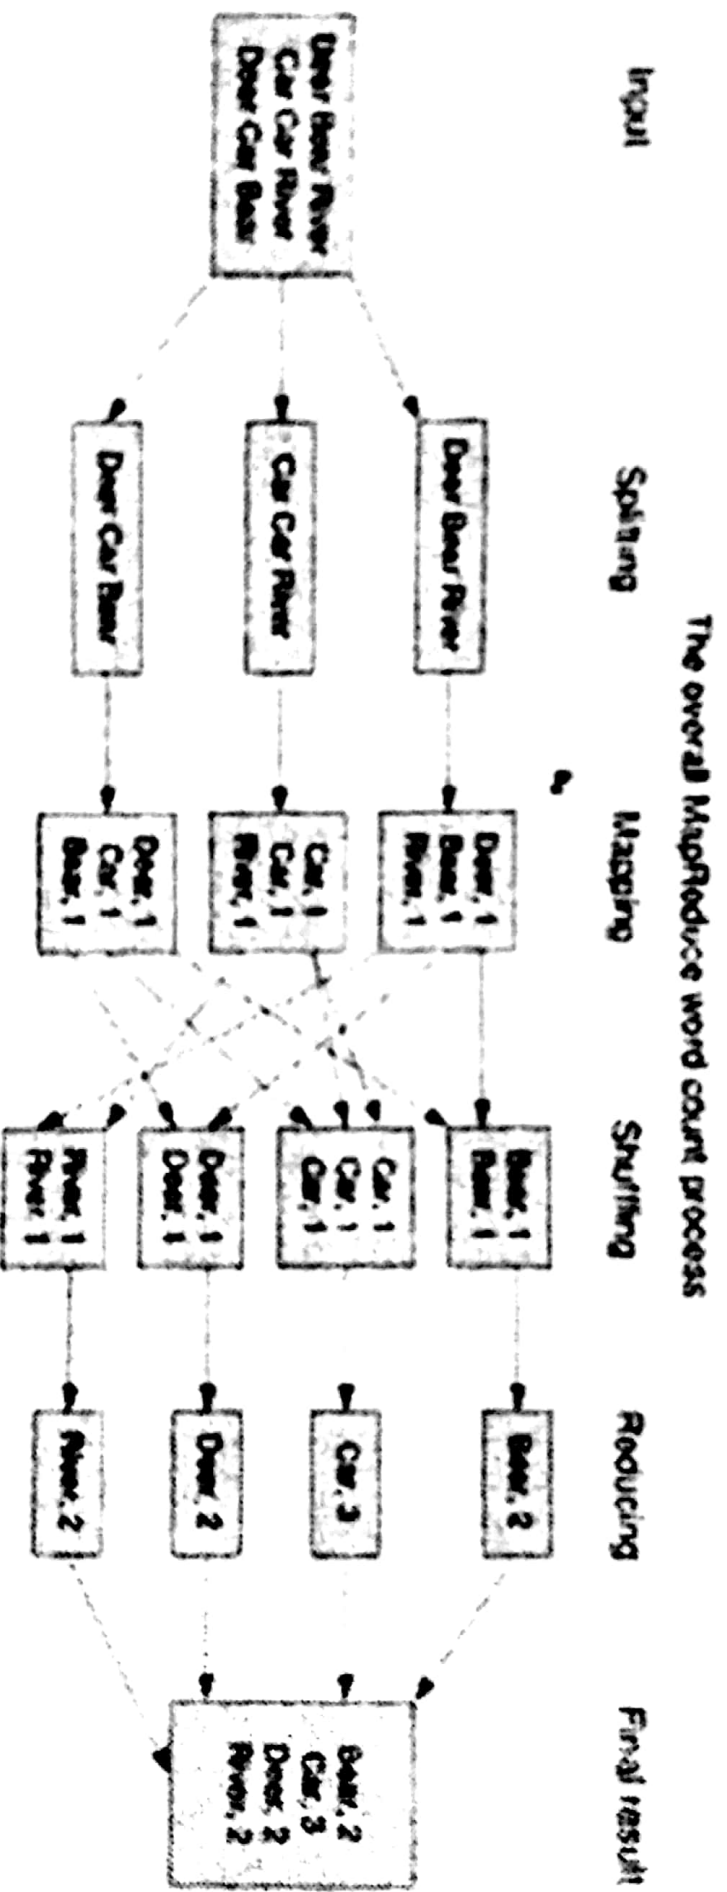 The overall MapReduce word count process
Input
Splitting
Mapping
Shuffling
Reducing
Final result
Deer Bear River
Car Car River
Deer Car Bear
Deer Bear River
Car Car River
Deer Car Bear
Deer, 1
Bear, 1
River, 1
Car, 1
Car, 1
River, 1
Deer, 1
Car, 1
Bear, 1
Bear, 1
Bear, 1
Car, 1
Car, 1
Car, 1
Deer, 1
Deer, 1
River, 1
River, 1
Bear, 2
Car, 3
Deer, 2
River, 2
Bear, 2
Car, 3
Deer, 2
River, 2